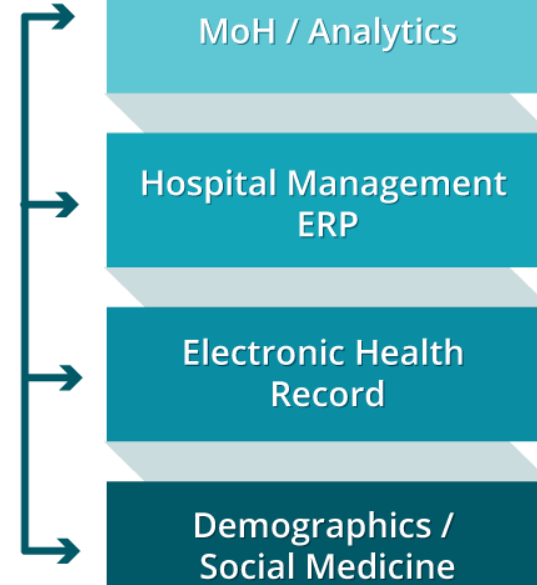 MoH / Analytics
Hospital Management
ERP
Electronic Health
Record
Demographics /
Social Medicine